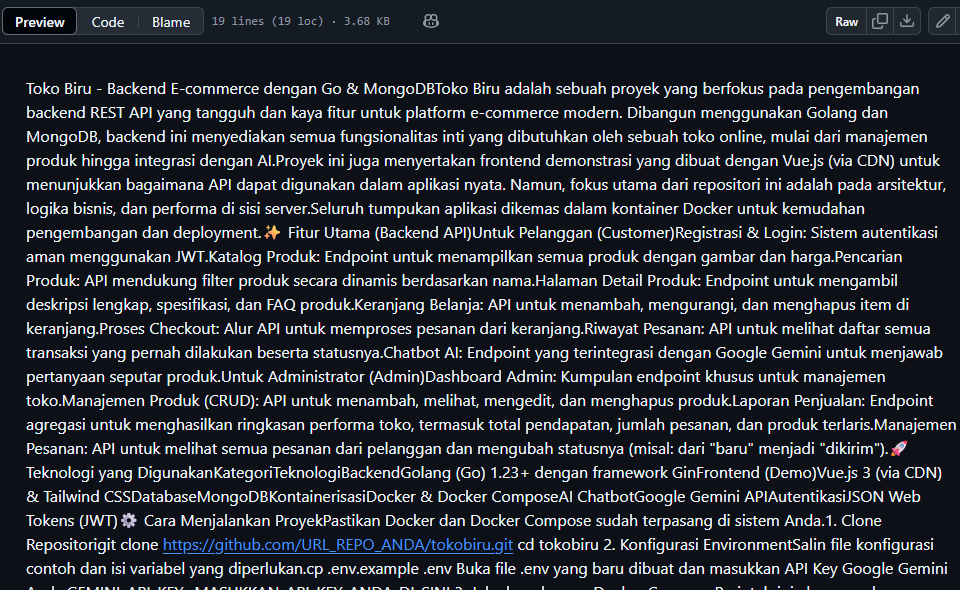 Preview Code Blame 19 lines (19 loc) · 3.68 KB Raw
Toko Biru - Backend E-commerce dengan Go & MongoDBToko Biru adalah sebuah proyek yang berfokus pada pengembangan
backend REST API yang tangguh dan kaya fitur untuk platform e-commerce modern. Dibangun menggunakan Golang dan
MongoDB, backend ini menyediakan semua fungsionalitas inti yang dibutuhkan oleh sebuah toko online, mulai dari manajemen
produk hingga integrasi dengan AI.Proyek ini juga menyertakan frontend demonstrasi yang dibuat dengan Vue.js (via CDN) untuk
menunjukkan bagaimana API dapat digunakan dalam aplikasi nyata. Namun, fokus utama dari repositori ini adalah pada arsitektur,
logika bisnis, dan performa di sisi server.Seluruh tumpukan aplikasi dikemas dalam kontainer Docker untuk kemudahan
pengembangan dan deployment.✨ Fitur Utama (Backend API)Untuk Pelanggan (Customer)Registrasi & Login: Sistem autentikasi
aman menggunakan JWT.Katalog Produk: Endpoint untuk menampilkan semua produk dengan gambar dan harga.Pencarian
Produk: API mendukung filter produk secara dinamis berdasarkan nama.Halaman Detail Produk: Endpoint untuk mengambil
deskripsi lengkap, spesifikasi, dan FAQ produk.Keranjang Belanja: API untuk menambah, mengurangi, dan menghapus item di
keranjang.Proses Checkout: Alur API untuk memproses pesanan dari keranjang.Riwayat Pesanan: API untuk melihat daftar semua
transaksi yang pernah dilakukan beserta statusnya.Chatbot AI: Endpoint yang terintegrasi dengan Google Gemini untuk menjawab
pertanyaan seputar produk.Untuk Administrator (Admin)Dashboard Admin: Kumpulan endpoint khusus untuk manajemen
toko.Manajemen Produk (CRUD): API untuk menambah, melihat, mengedit, dan menghapus produk.Laporan Penjualan: Endpoint
agregasi untuk menghasilkan ringkasan performa toko, termasuk total pendapatan, jumlah pesanan, dan produk terlaris.Manajemen
Pesanan: API untuk melihat semua pesanan dari pelanggan dan mengubah statusnya (misal: dari "baru" menjadi "dikirim").🚀
Teknologi yang DigunakanKategoriTeknologiBackendGolang (Go) 1.23+ dengan framework GinFrontend (Demo)Vue.js 3 (via CDN)
& Tailwind CSSDatabaseMongoDBKontainerisasiDocker & Docker ComposeAI ChatbotGoogle Gemini APIAutentikasiJSON Web
Tokens (JWT)⚙️ Cara Menjalankan ProyekPastikan Docker dan Docker Compose sudah terpasang di sistem Anda.1. Clone
Repositorigit clone https://github.com/URL_REPO_ANDA/tokobiru.git cd tokobiru 2. Konfigurasi EnvironmentSalin file konfigurasi
contoh dan isi variabel yang diperlukan.cp .env.example .env Buka file .env yang baru dibuat dan masukkan API Key Google Gemini